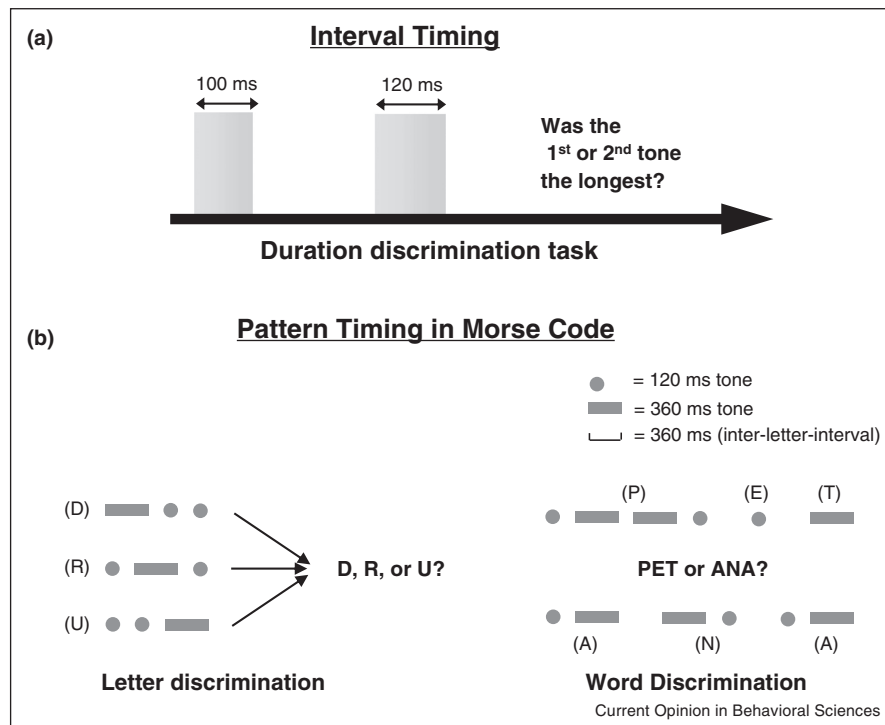 (a)
Interval Timing
100 ms
120 ms
Was the
1st or 2nd tone
the longest?
Duration discrimination task
(b)
Pattern Timing in Morse Code
= 120 ms tone
= 360 ms tone
= 360 ms (inter-letter-interval)
(D)
(R)
(U)
D, R, or U?
Letter discrimination
(P) (E) (T)
PET or ANA?
(A) (N) (A)
Word Discrimination
Current Opinion in Behavioral Sciences